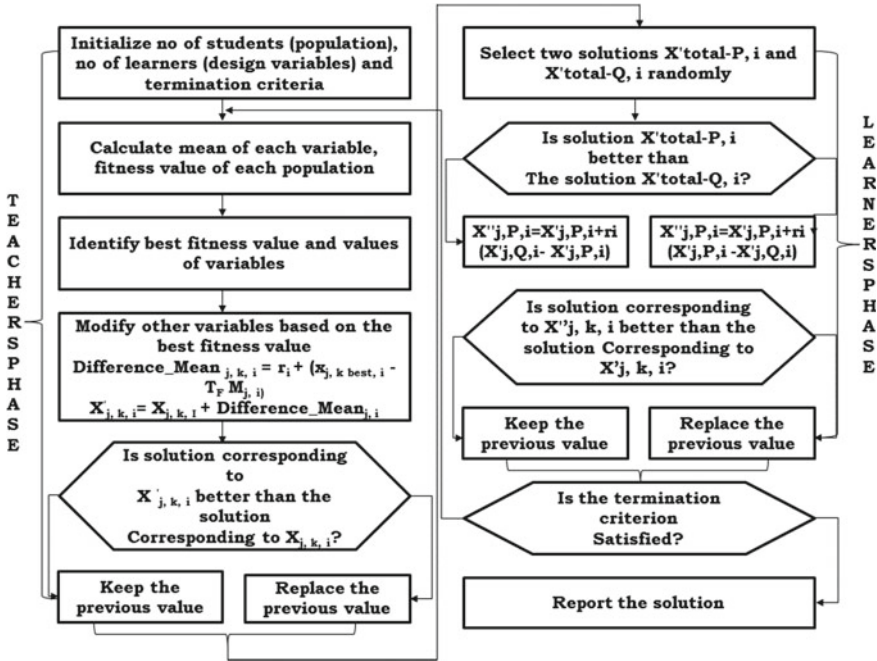 TEACHERSPHASE
Initialize no of students (population),
no of learners (design variables) and
termination criteria
Calculate mean of each variable,
fitness value of each population
Identify best fitness value and values
of variables
Modify other variables based on the
best fitness value
Difference_Mean j, k, i = ri + (xj, k best, i -
TF Mj, i)
X'j, k, i = Xj, k, I + Difference_Meanj, i
Is solution corresponding
to
X'j, k, i better than the
solution
Corresponding to Xj, k, i?
Keep the
previous value
Replace the
previous value
Select two solutions X'total-P, i and
X'total-Q, i randomly
Is solution X'total-P, i
better than
The solution X'total-Q, i?
X''j,P,i=X'j,P,i+ri
(X'j,Q,i- X'j,P,i)
X''j,P,i=X'j,P,i+ri
(X'j,P,i -X'j,Q,i)
Is solution corresponding
to X''j, k, i better than the
solution Corresponding to
X'j, k, i?
Keep the
previous value
Replace the
previous value
Is the termination
criterion
Satisfied?
Report the solution
LEARNERSPHASE